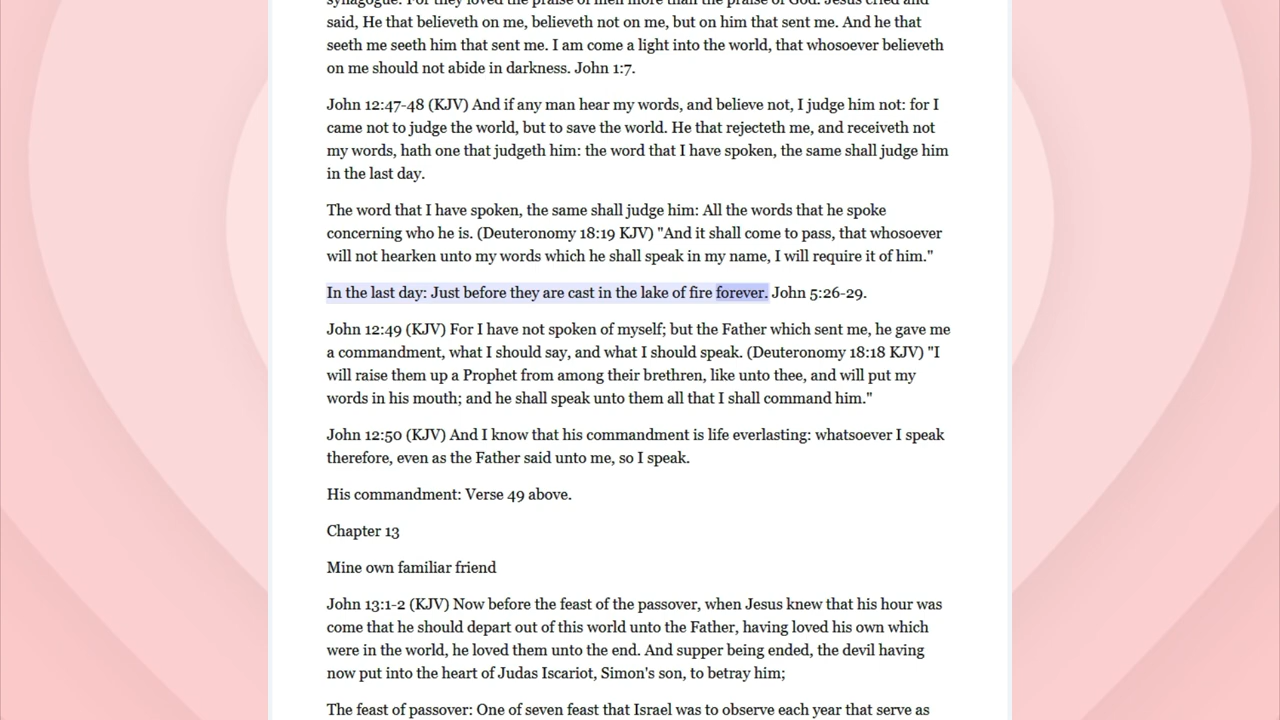 synagogue: For they loved the praise of men more than the praise of God. Jesus cried and
said, He that believeth on me, believeth not on me, but on him that sent me. And he that
seeth me seeth him that sent me. I am come a light into the world, that whosoever believeth
on me should not abide in darkness. John 1:7.
John 12:47-48 (KJV) And if any man hear my words, and believe not, I judge him not: for I
came not to judge the world, but to save the world. He that rejecteth me, and receiveth not
my words, hath one that judgeth him: the word that I have spoken, the same shall judge him
in the last day.
The word that I have spoken, the same shall judge him: All the words that he spoke
concerning who he is. (Deuteronomy 18:19 KJV) "And it shall come to pass, that whosoever
will not hearken unto my words which he shall speak in my name, I will require it of him."
In the last day: Just before they are cast in the lake of fire forever. John 5:26-29.
John 12:49 (KJV) For I have not spoken of myself; but the Father which sent me, he gave me
a commandment, what I should say, and what I should speak. (Deuteronomy 18:18 KJV) "I
will raise them up a Prophet from among their brethren, like unto thee, and will put my
words in his mouth; and he shall speak unto them all that I shall command him."
John 12:50 (KJV) And I know that his commandment is life everlasting: whatsoever I speak
therefore, even as the Father said unto me, so I speak.
His commandment: Verse 49 above.
Chapter 13
Mine own familiar friend
John 13:1-2 (KJV) Now before the feast of the passover, when Jesus knew that his hour was
come that he should depart out of this world unto the Father, having loved his own which
were in the world, he loved them unto the end. And supper being ended, the devil having
now put into the heart of Judas Iscariot, Simon's son, to betray him;
The feast of passover: One of seven feast that Israel was to observe each year that serve as